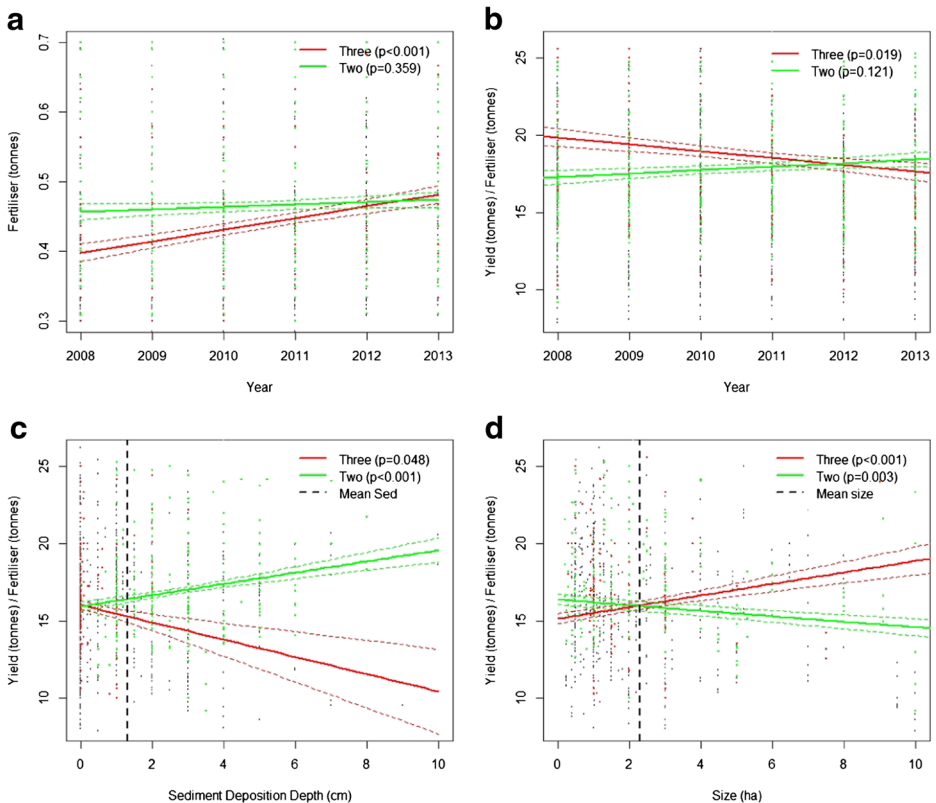 a
Three (p<0.001)
Two (p=0.359)
Fertiliser (tonnes)
0.7
0.6
0.5
0.4
0.3
2008 2009 2010 2011 2012 2013
Year
b
Three (p=0.019)
Two (p=0.121)
Yield (tonnes) / Fertiliser (tonnes)
25
20
15
10
2008 2009 2010 2011 2012 2013
Year
c
Three (p=0.048)
Two (p<0.001)
Mean Sed
Yield (tonnes) / Fertiliser (tonnes)
25
20
15
10
0 2 4 6 8 10
Sediment Deposition Depth (cm)
d
Three (p<0.001)
Two (p=0.003)
Mean size
Yield (tonnes) / Fertiliser (tonnes)
25
20
15
10
0 2 4 6 8 10
Size (ha)